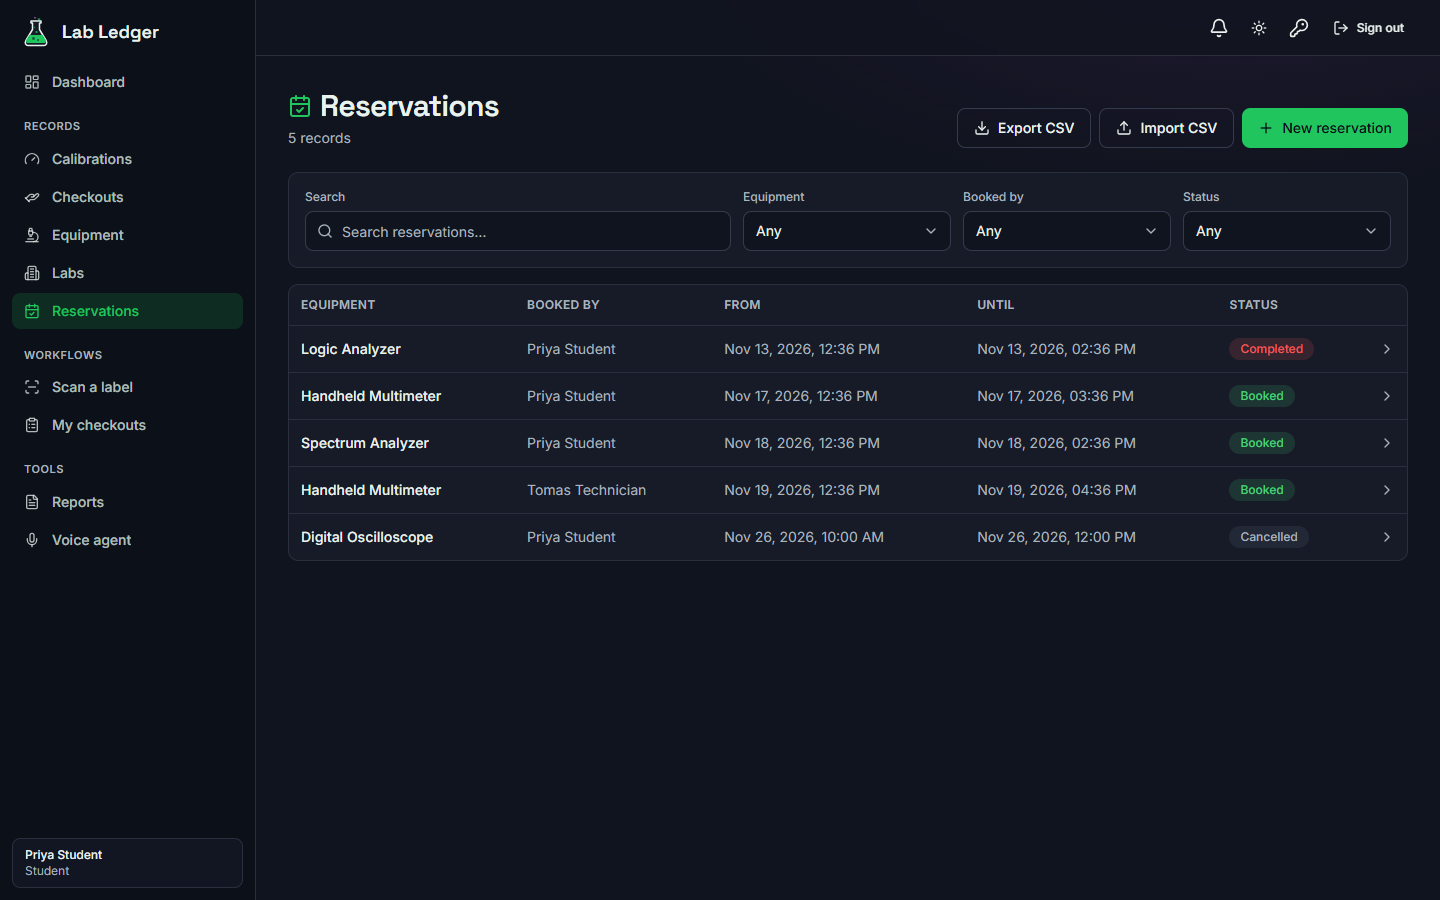 Lab Ledger
Sign out
Dashboard
RECORDS
Calibrations
Checkouts
Equipment
Labs
Reservations
WORKFLOWS
Scan a label
My checkouts
TOOLS
Reports
Voice agent
Priya Student
Student
Reservations
5 records
Export CSV
Import CSV
New reservation
Search
Equipment
Booked by
Status
Search reservations...
Any
Any
Any
EQUIPMENT BOOKED BY FROM UNTIL STATUS
Logic Analyzer Priya Student Nov 13, 2026, 12:36 PM Nov 13, 2026, 02:36 PM Completed
Handheld Multimeter Priya Student Nov 17, 2026, 12:36 PM Nov 17, 2026, 03:36 PM Booked
Spectrum Analyzer Priya Student Nov 18, 2026, 12:36 PM Nov 18, 2026, 02:36 PM Booked
Handheld Multimeter Tomas Technician Nov 19, 2026, 12:36 PM Nov 19, 2026, 04:36 PM Booked
Digital Oscilloscope Priya Student Nov 26, 2026, 10:00 AM Nov 26, 2026, 12:00 PM Cancelled